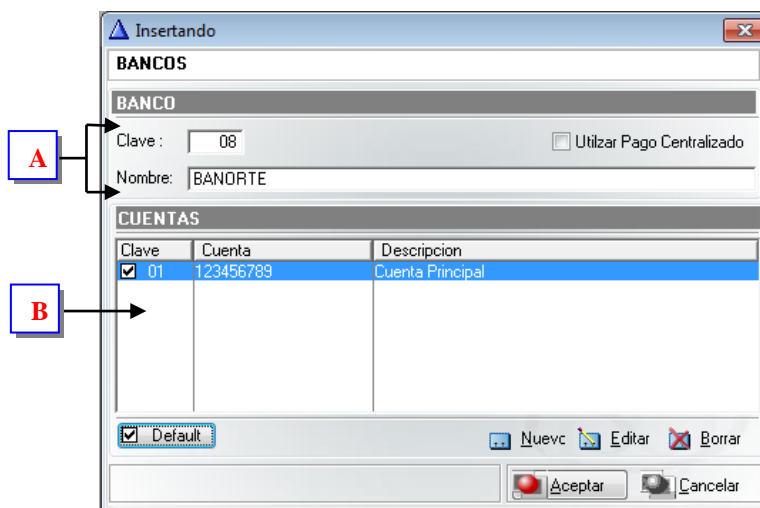 Insertando
BANCOS
BANCO
A
Clave : 08 Utilzar Pago Centralizado
Nombre: BANORTE
CUENTAS
Clave Cuenta Descripcion
01 123456789 Cuenta Principal
B
Default Nuevc Editar Borrar
Aceptar Cancelar